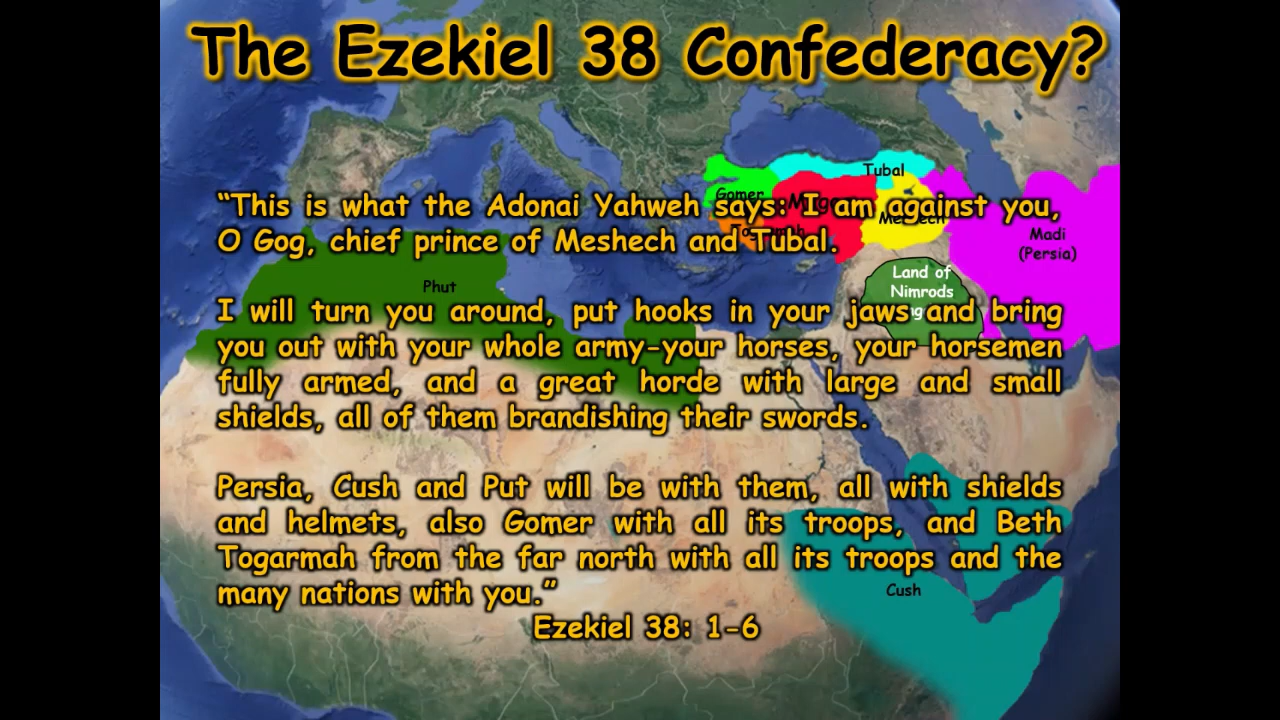 The Ezekiel 38 Confederacy?
Tubal
Gomer
“This is what the Adonai Yahweh says: I am against you,
O Gog, chief prince of Meshech and Tubal.
Madi
(Persia)
Land of
Nimrods
Phut
I will turn you around, put hooks in your jaws and bring
you out with your whole army-your horses, your horsemen
fully armed, and a great horde with large and small
shields, all of them brandishing their swords.
Persia, Cush and Put will be with them, all with shields
and helmets, also Gomer with all its troops, and Beth
Togarmah from the far north with all its troops and the
many nations with you.”
Cush
Ezekiel 38: 1-6